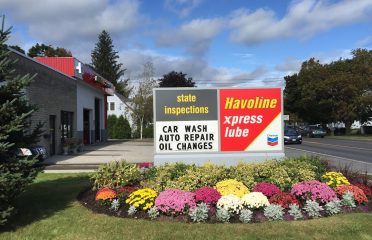 state
inspections
CAR WASH
AUTO REPAIR
OIL CHANGES
Havoline
xpress
lube